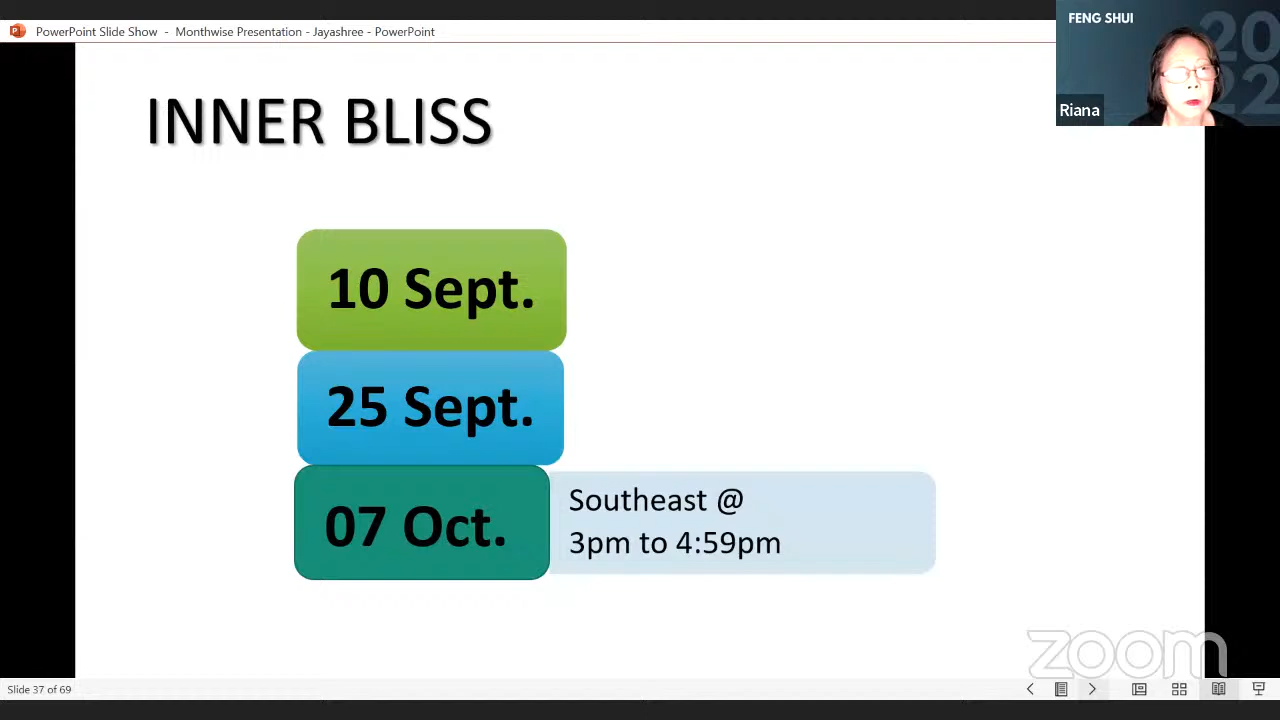 PowerPoint Slide Show - Monthwise Presentation - Jayashree - PowerPoint
FENG SHUI
2022
Riana
INNER BLISS
10 Sept.
25 Sept.
07 Oct.
Southeast @
3pm to 4:59pm
zoom
Slide 37 of 69